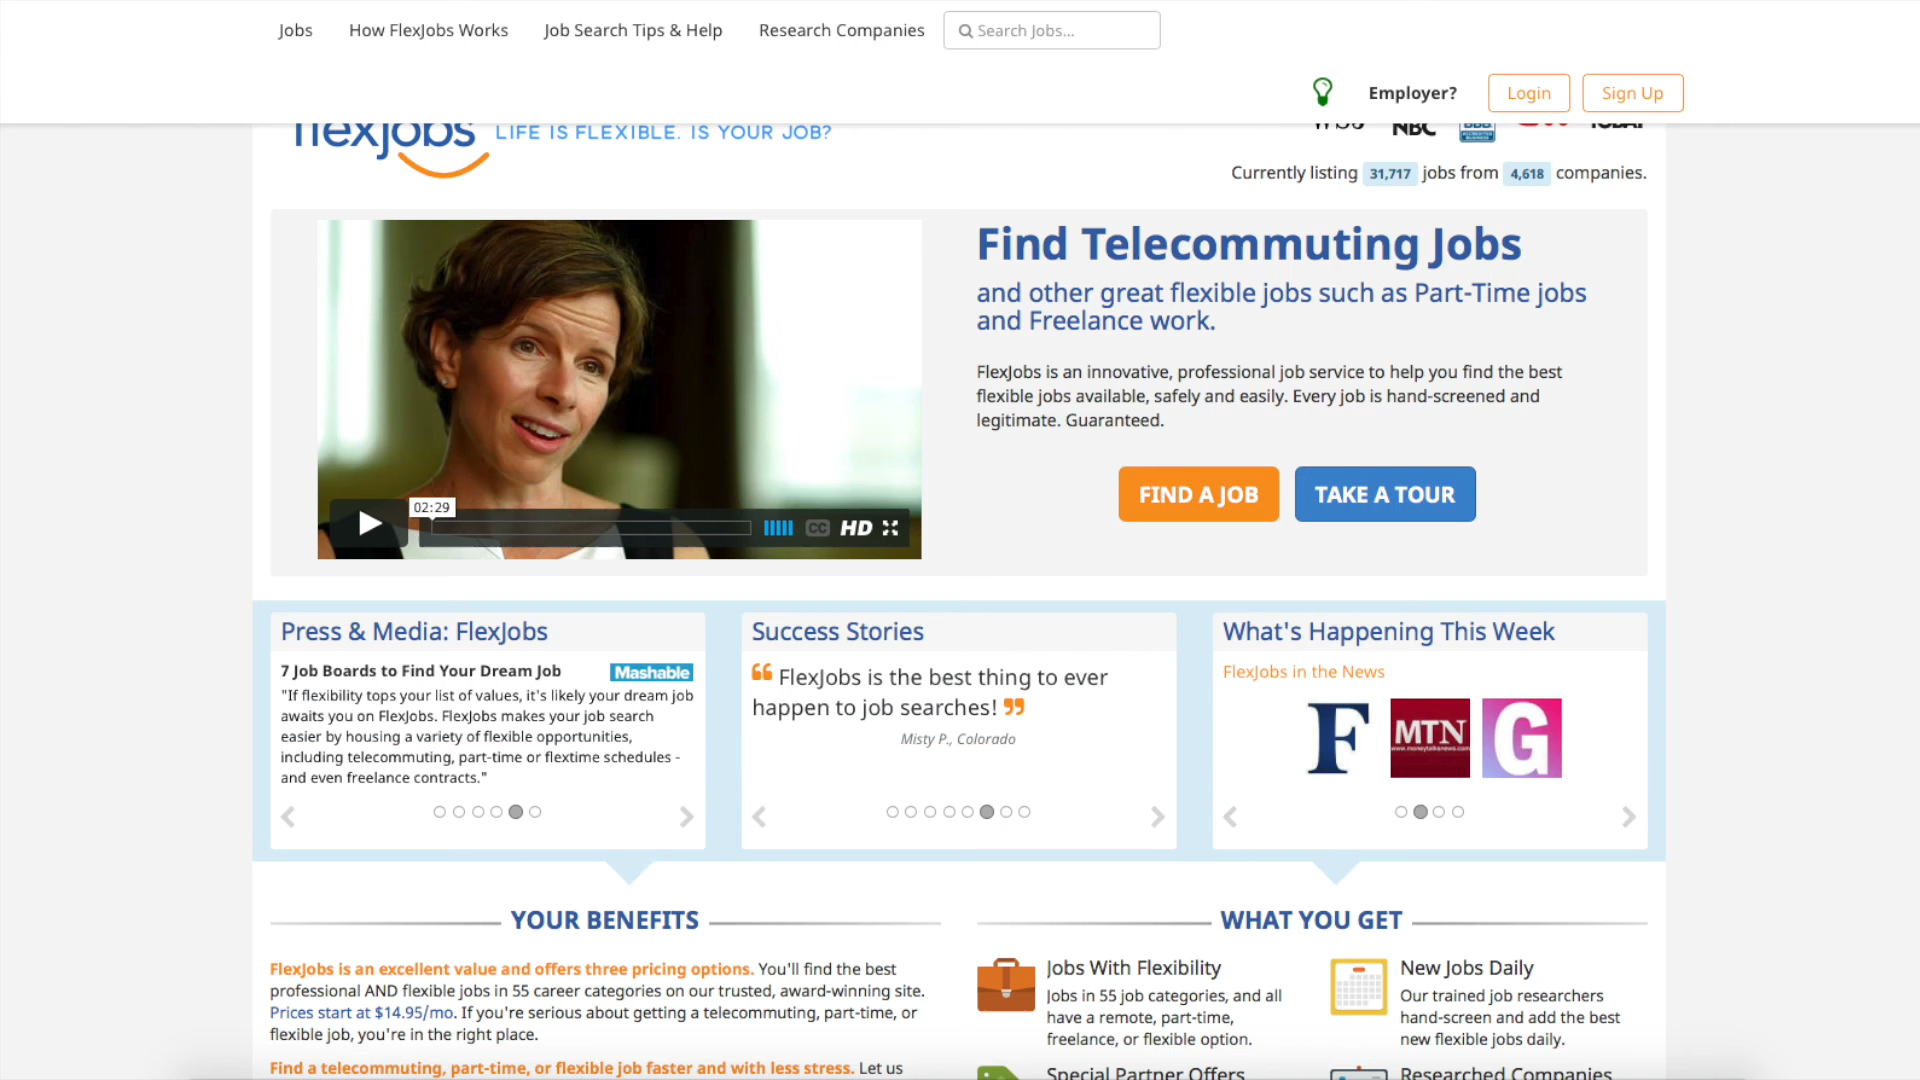 Jobs
How FlexJobs Works
Job Search Tips & Help
Research Companies
Search Jobs...
Employer?
Login
Sign Up
flexjobs LIFE IS FLEXIBLE. IS YOUR JOB?
NBC
BBB
Currently listing 31,717 jobs from 4,618 companies.
02:29
CC HD
Find Telecommuting Jobs
and other great flexible jobs such as Part-Time jobs
and Freelance work.
FlexJobs is an innovative, professional job service to help you find the best
flexible jobs available, safely and easily. Every job is hand-screened and
legitimate. Guaranteed.
FIND A JOB
TAKE A TOUR
Press & Media: FlexJobs
7 Job Boards to Find Your Dream Job
Mashable
"If flexibility tops your list of values, it's likely your dream job
awaits you on FlexJobs. FlexJobs makes your job search
easier by housing a variety of flexible opportunities,
including telecommuting, part-time or flextime schedules -
and even freelance contracts."
Success Stories
“ FlexJobs is the best thing to ever
happen to job searches! ”
Misty P., Colorado
What's Happening This Week
FlexJobs in the News
F
MTN
www.moneytalksnews.com
G
YOUR BENEFITS
FlexJobs is an excellent value and offers three pricing options. You'll find the best
professional AND flexible jobs in 55 career categories on our trusted, award-winning site.
Prices start at $14.95/mo. If you're serious about getting a telecommuting, part-time, or
flexible job, you're in the right place.
Find a telecommuting, part-time, or flexible job faster and with less stress. Let us
WHAT YOU GET
Jobs With Flexibility
Jobs in 55 job categories, and all
have a remote, part-time,
freelance, or flexible option.
New Jobs Daily
Our trained job researchers
hand-screen and add the best
new flexible jobs daily.
Special Partner Offers
Researched Companies